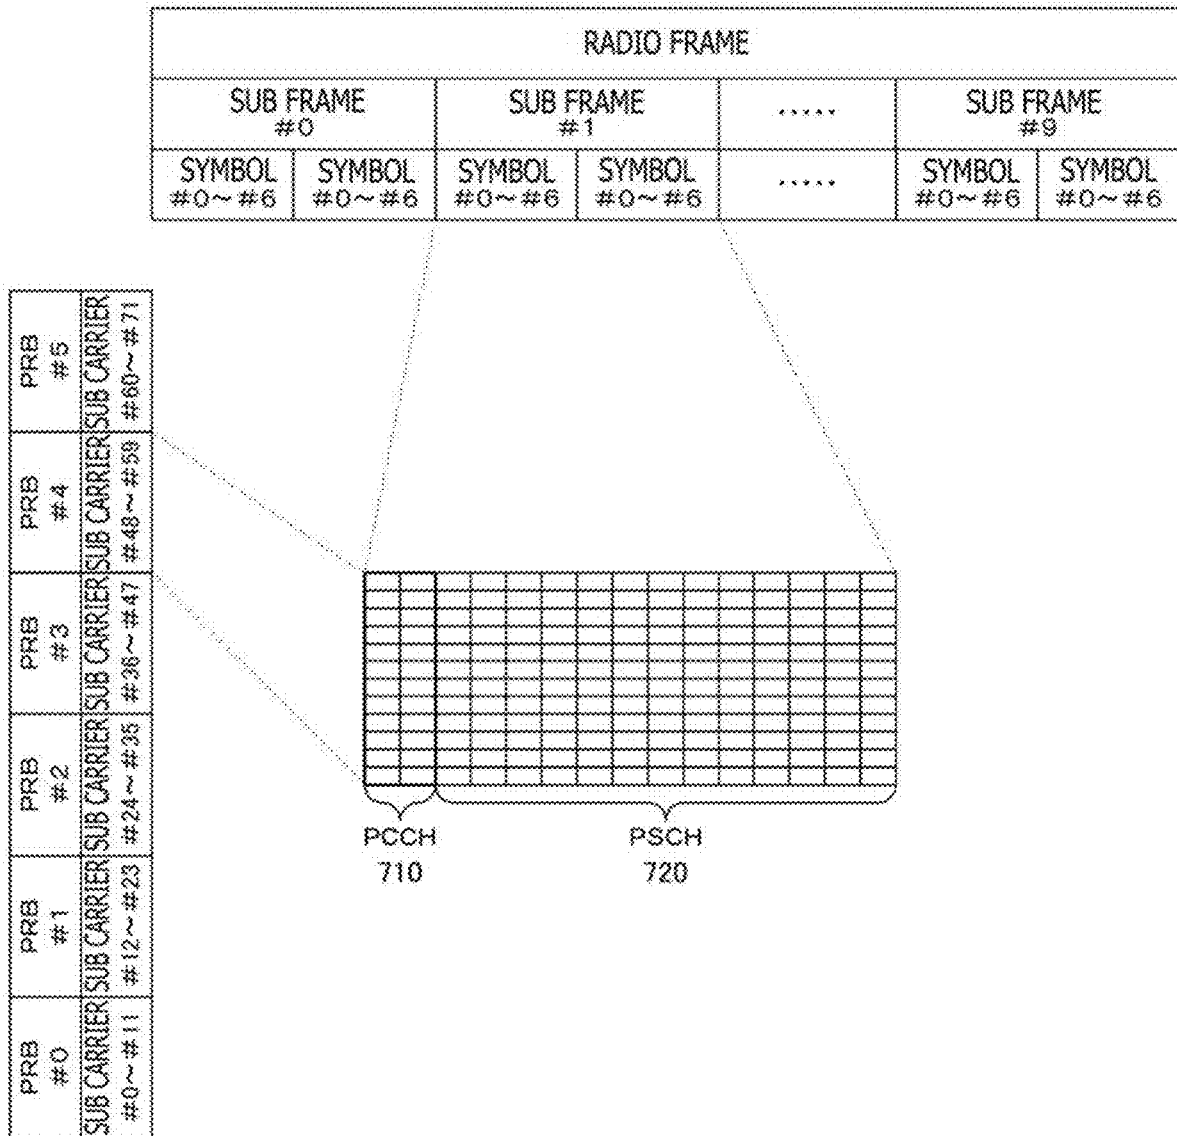 RADIO FRAME
SUB FRAME
#0
SUB FRAME
#1
.....
SUB FRAME
#9
SYMBOL
#0~#6
SYMBOL
#0~#6
SYMBOL
#0~#6
SYMBOL
#0~#6
.....
SYMBOL
#0~#6
SYMBOL
#0~#6
PRB
#5
SUB CARRIER
#60~#71
PRB
#4
SUB CARRIER
#48~#59
PRB
#3
SUB CARRIER
#36~#47
PRB
#2
SUB CARRIER
#24~#35
PRB
#1
SUB CARRIER
#12~#23
PRB
#0
SUB CARRIER
#0~#11
PCCH
710
PSCH
720